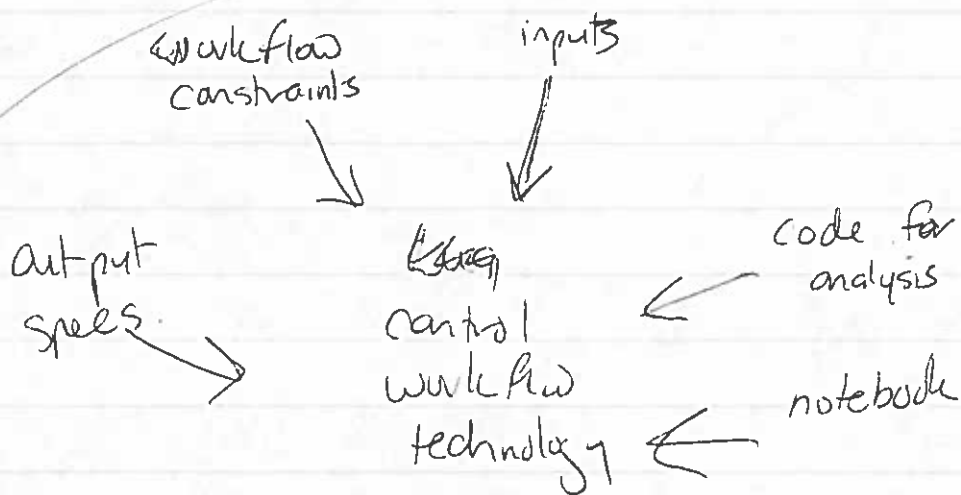 workflow
constraints
inputs
output
specs.
code for
analysis
control
workflow
technology
notebook